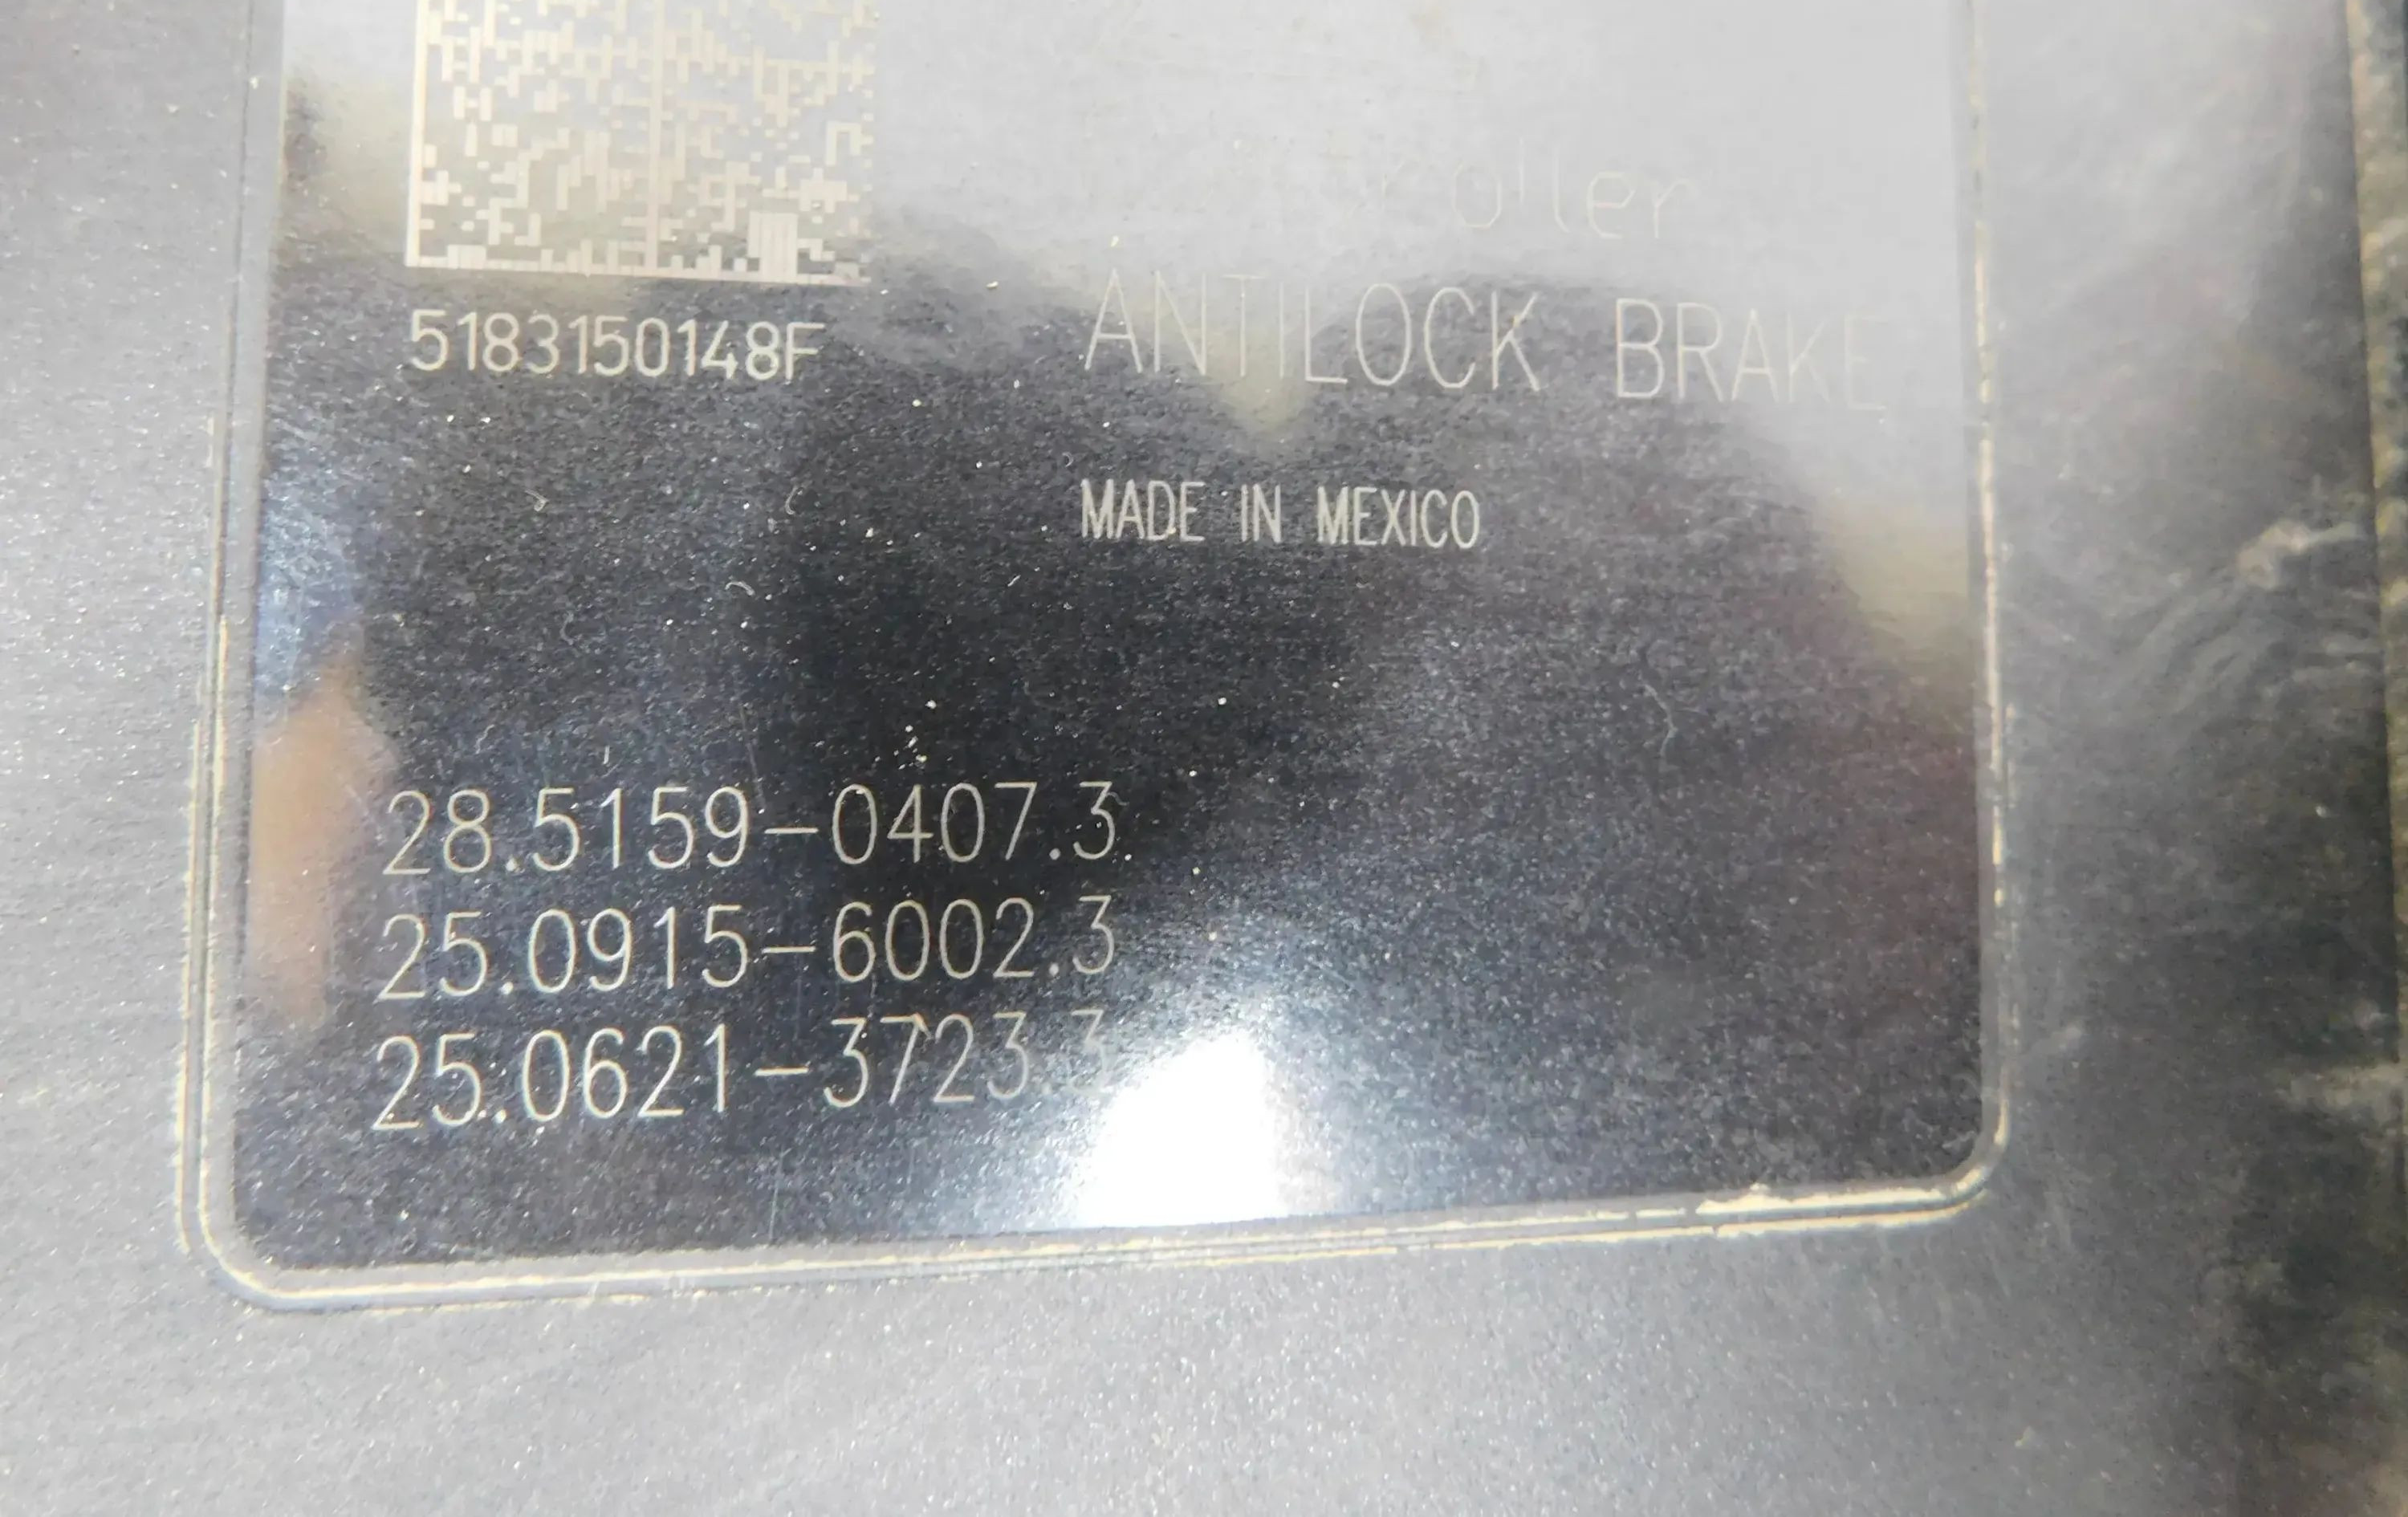 5183150148F
ANTILOCK BRAKE
MADE IN MEXICO
28.5159-0407.3
25.0915-6002.3
25.0621-3723.3